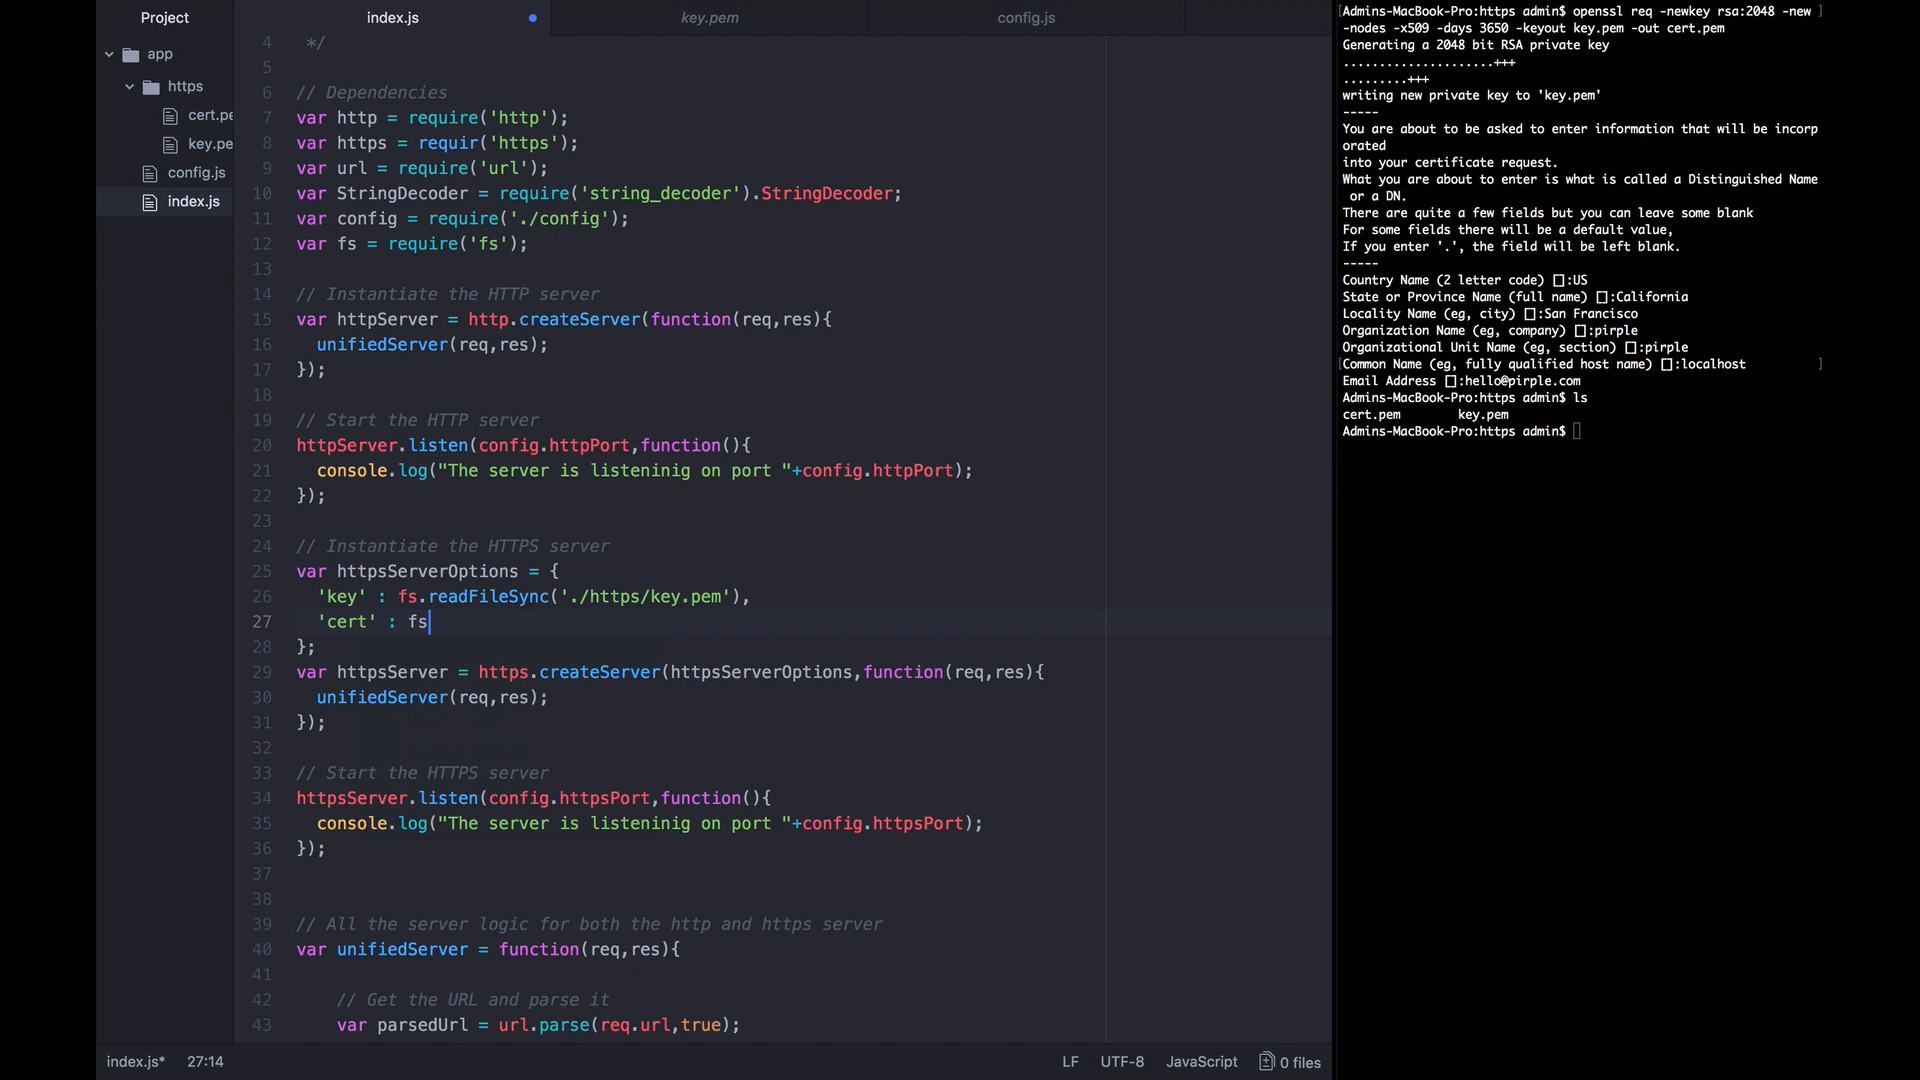 Project
app
https
cert.pe
key.pe
config.js
index.js
index.js
key.pem
config.js
4 */
5
6 // Dependencies
7 var http = require('http');
8 var https = requir('https');
9 var url = require('url');
10 var StringDecoder = require('string_decoder').StringDecoder;
11 var config = require('./config');
12 var fs = require('fs');
13
14 // Instantiate the HTTP server
15 var httpServer = http.createServer(function(req,res){
16 unifiedServer(req,res);
17 });
18
19 // Start the HTTP server
20 httpServer.listen(config.httpPort,function(){
21 console.log("The server is listeninig on port "+config.httpPort);
22 });
23
24 // Instantiate the HTTPS server
25 var httpsServerOptions = {
26 'key' : fs.readFileSync('./https/key.pem'),
27 'cert' : fs
28 };
29 var httpsServer = https.createServer(httpsServerOptions,function(req,res){
30 unifiedServer(req,res);
31 });
32
33 // Start the HTTPS server
34 httpsServer.listen(config.httpsPort,function(){
35 console.log("The server is listeninig on port "+config.httpsPort);
36 });
37
38
39 // All the server logic for both the http and https server
40 var unifiedServer = function(req,res){
41
42 // Get the URL and parse it
43 var parsedUrl = url.parse(req.url,true);
index.js* 27:14
LF UTF-8 JavaScript 0 files
[Admins-MacBook-Pro:https admin$ openssl req -newkey rsa:2048 -new ]
-nodes -x509 -days 3650 -keyout key.pem -out cert.pem
Generating a 2048 bit RSA private key
.....................+++
.........+++
writing new private key to 'key.pem'
-----
You are about to be asked to enter information that will be incorp
orated
into your certificate request.
What you are about to enter is what is called a Distinguished Name
or a DN.
There are quite a few fields but you can leave some blank
For some fields there will be a default value,
If you enter '.', the field will be left blank.
-----
Country Name (2 letter code) []:US
State or Province Name (full name) []:California
Locality Name (eg, city) []:San Francisco
Organization Name (eg, company) []:pirple
Organizational Unit Name (eg, section) []:pirple
[Common Name (eg, fully qualified host name) []:localhost ]
Email Address []:hello@pirple.com
Admins-MacBook-Pro:https admin$ ls
cert.pem key.pem
Admins-MacBook-Pro:https admin$